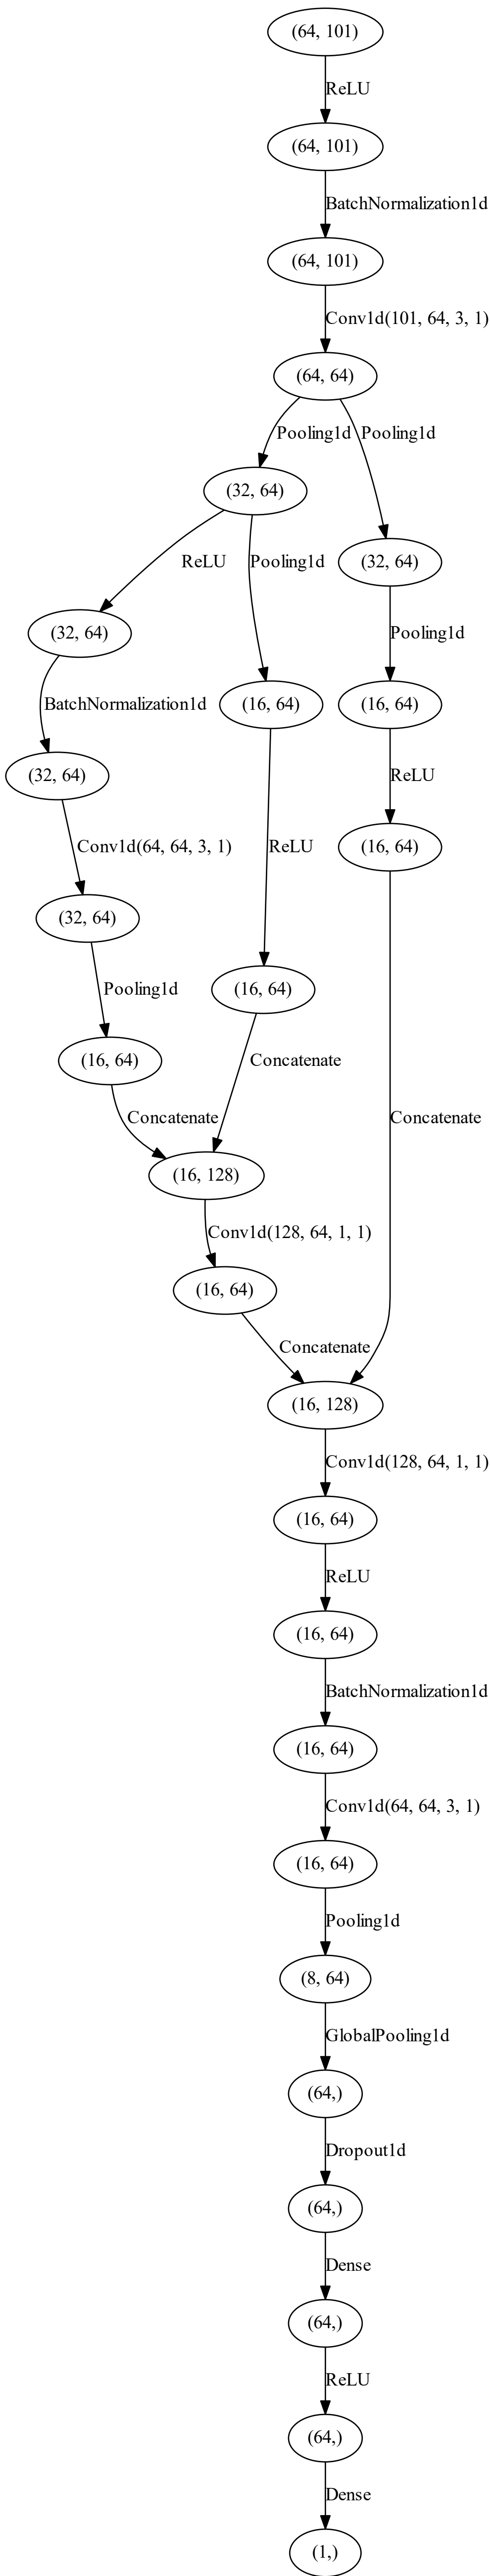 (64, 101)
ReLU
(64, 101)
BatchNormalization1d
(64, 101)
Conv1d(101, 64, 3, 1)
(64, 64)
Pooling1d Pooling1d
(32, 64)
ReLU Pooling1d (32, 64)
(32, 64) Pooling1d
BatchNormalization1d (16, 64) (16, 64)
(32, 64) ReLU
Conv1d(64, 64, 3, 1) ReLU (16, 64)
(32, 64)
Pooling1d (16, 64)
(16, 64) Concatenate
Concatenate Concatenate
(16, 128)
Conv1d(128, 64, 1, 1)
(16, 64)
Concatenate
(16, 128)
Conv1d(128, 64, 1, 1)
(16, 64)
ReLU
(16, 64)
BatchNormalization1d
(16, 64)
Conv1d(64, 64, 3, 1)
(16, 64)
Pooling1d
(8, 64)
GlobalPooling1d
(64,)
Dropout1d
(64,)
Dense
(64,)
ReLU
(64,)
Dense
(1,)